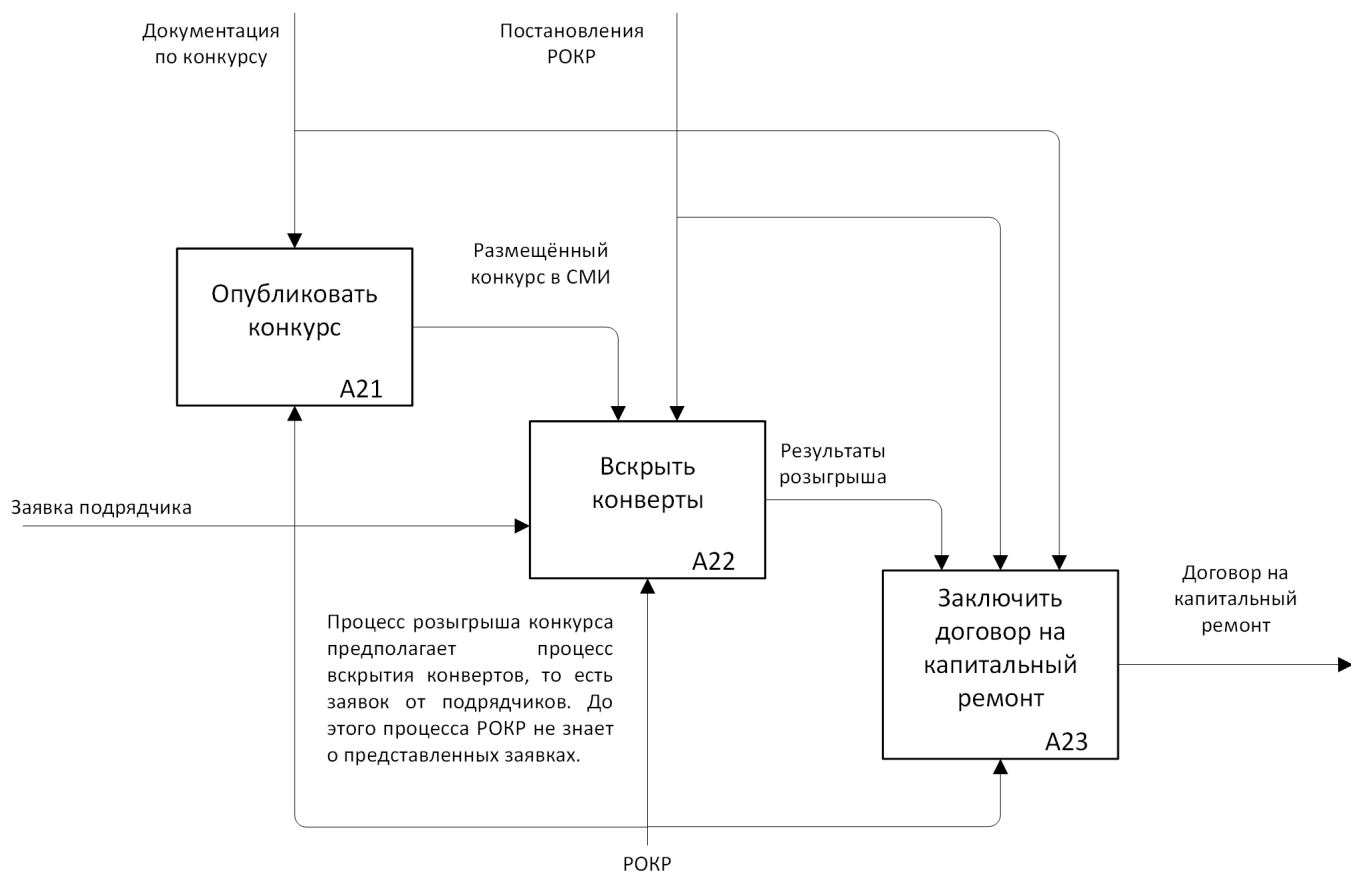 Документация
по конкурсу
Постановления
РОКР
Опубликовать
конкурс
А21
Размещённый
конкурс в СМИ
Вскрыть
конверты
А22
Результаты
розыгрыша
Заявка подрядчика
Заключить
договор на
капитальный
ремонт
А23
Договор на
капитальный
ремонт
Процесс розыгрыша конкурса
предполагает процесс
вскрытия конвертов, то есть
заявок от подрядчиков. До
этого процесса РОКР не знает
о представленных заявках.
РОКР